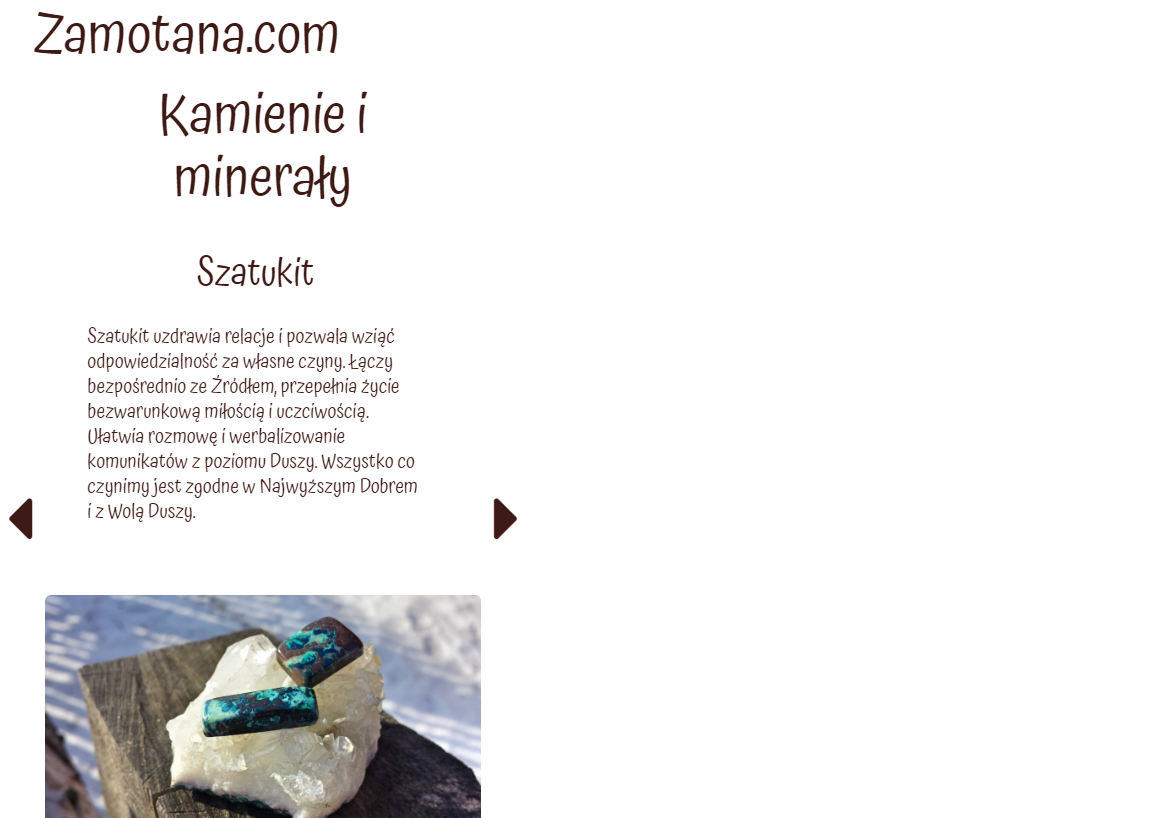 Zamotana.com
Kamienie i
minerały
Szatukit
Szatukit uzdrawia relacje i pozwala wziąć
odpowiedzialność za własne czyny. Łączy
bezpośrednio ze Źródłem, przepełnia życie
bezwarunkową miłością i uczciwością.
Ułatwia rozmowę i werbalizowanie
komunikatów z poziomu Duszy. Wszystko co
czynimy jest zgodne w Najwyższym Dobrem
i z Wolą Duszy.